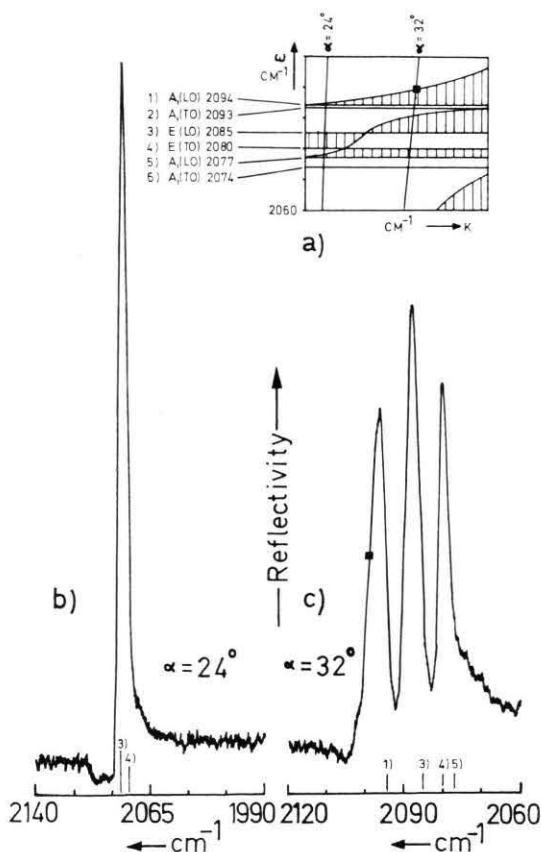 α=24°
α=32°
ε
CM⁻¹
1) A₁(LO) 2094
2) A₁(TO) 2093
3) E(LO) 2085
4) E(TO) 2080
5) A₁(LO) 2077
6) A₁(TO) 2074
2060
CM⁻¹ K
a)
Reflectivity
b)
α=24°
3)
4)
2140 2065 1990
cm⁻¹
c)
α=32°
1) 3) 4) 5)
2120 2090 2060
cm⁻¹